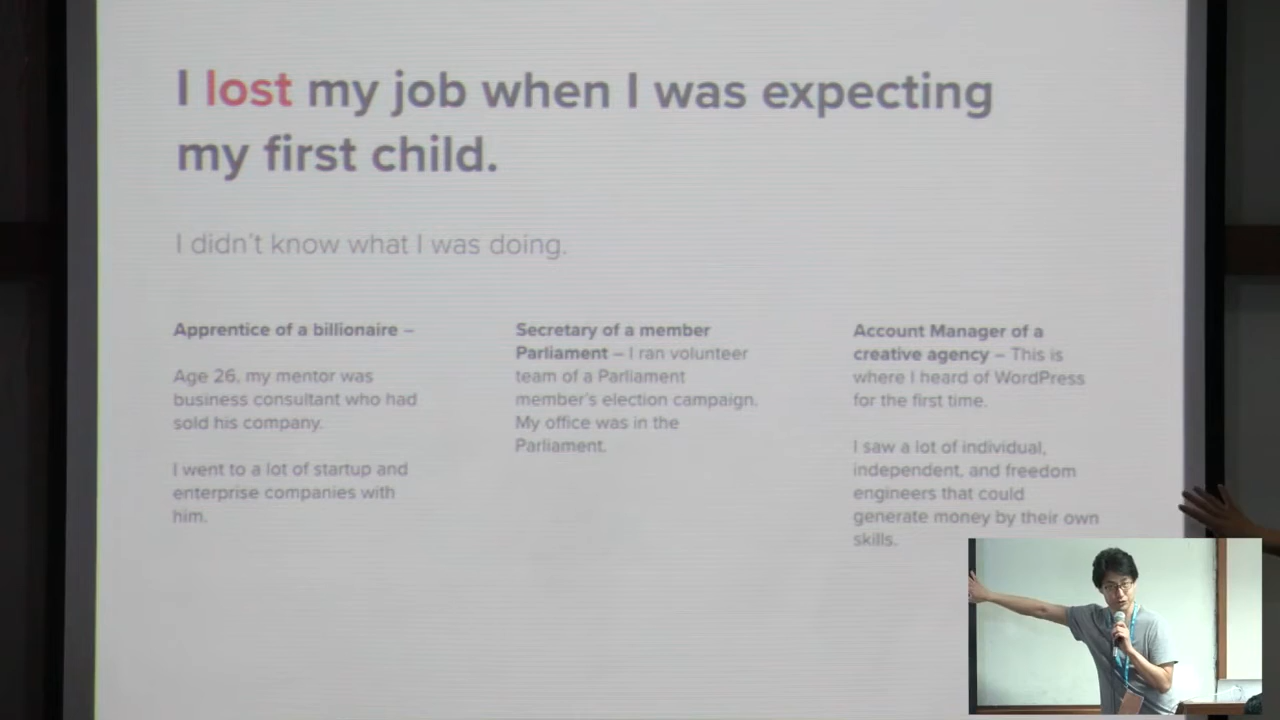 I lost my job when I was expecting
my first child.
I didn't know what I was doing.
Apprentice of a billionaire –
Age 26, my mentor was
business consultant who had
sold his company.
I went to a lot of startup and
enterprise companies with
him.
Secretary of a member
Parliament – I ran volunteer
team of a Parliament
member's election campaign.
My office was in the
Parliament.
Account Manager of a
creative agency – This is
where I heard of WordPress
for the first time.
I saw a lot of individual,
independent, and freedom
engineers that could
generate money by their own
skills.